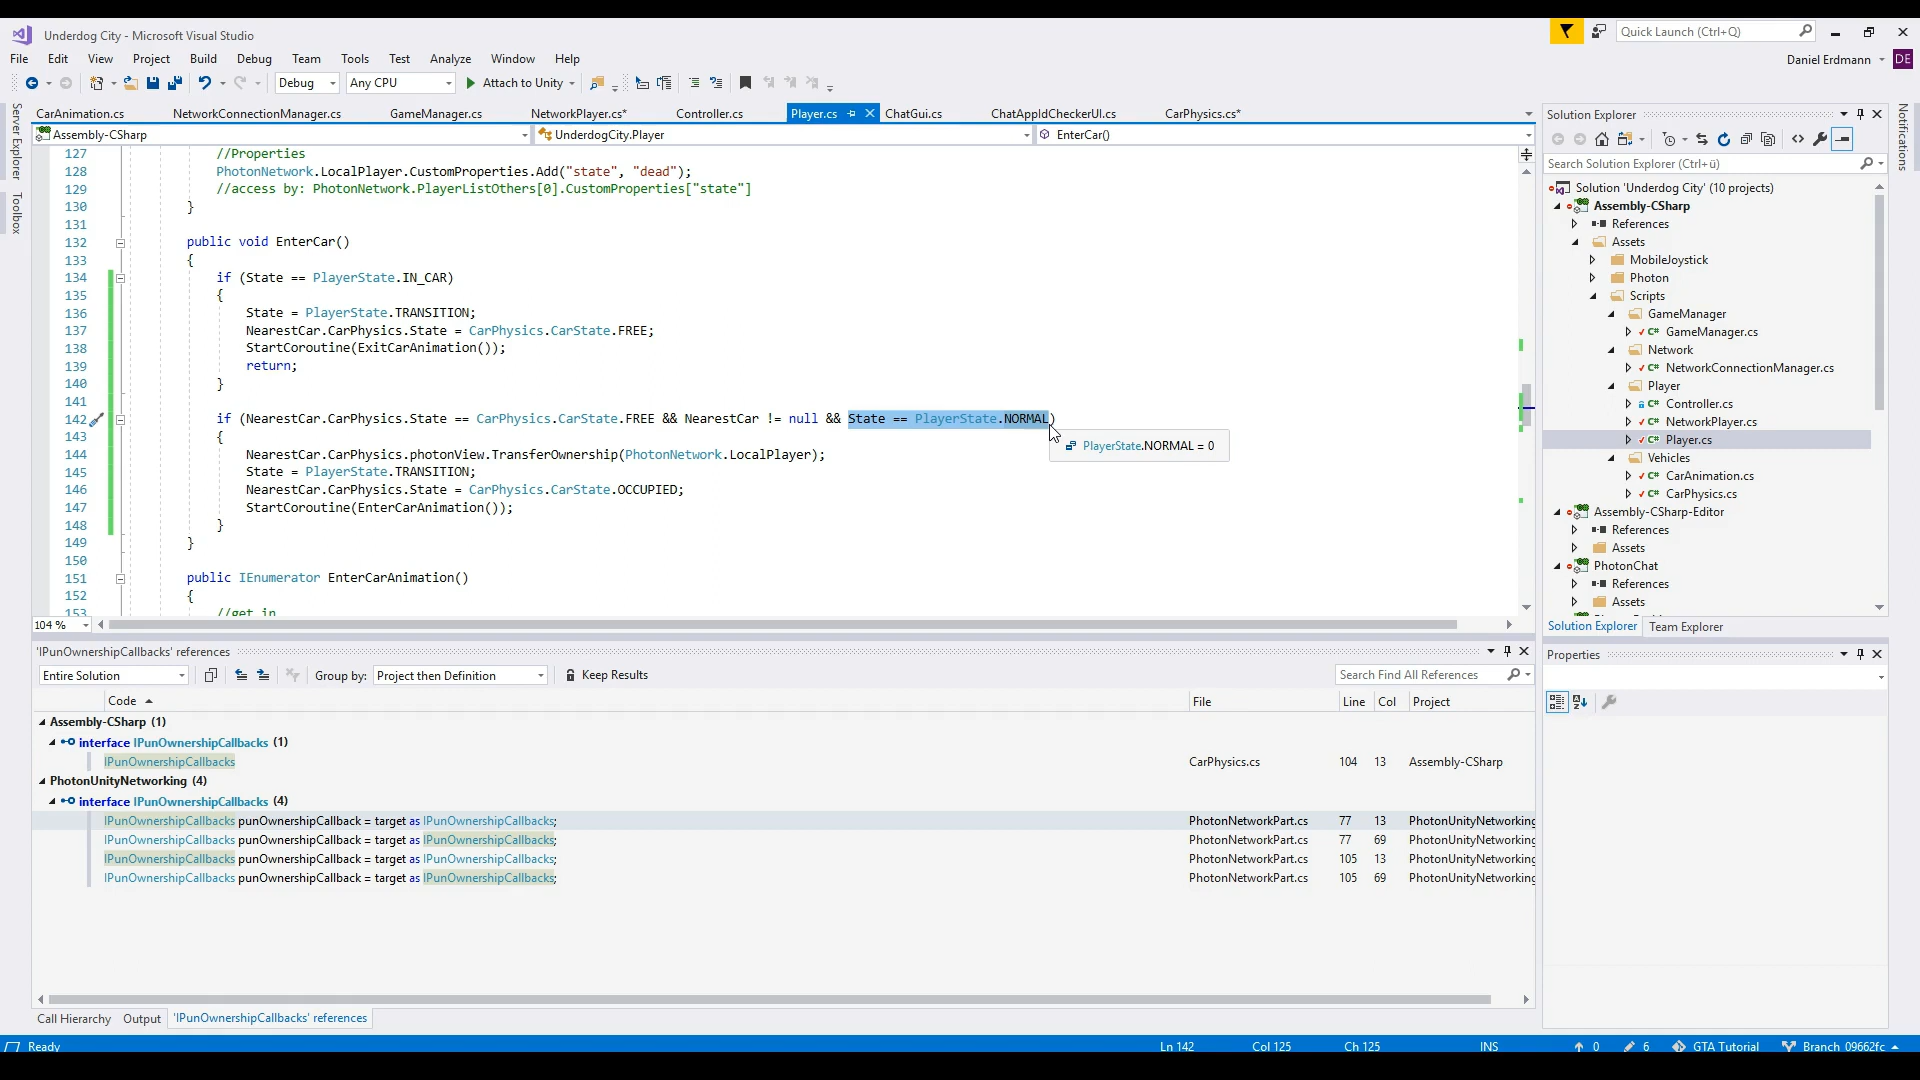 Underdog City - Microsoft Visual Studio
Quick Launch (Ctrl+Q)
File Edit View Project Build Debug Team Tools Test Analyze Window Help
Daniel Erdmann DE
Debug Any CPU Attach to Unity
CarAnimation.cs NetworkConnectionManager.cs GameManager.cs NetworkPlayer.cs* Controller.cs Player.cs ChatGui.cs ChatAppIdCheckerUI.cs CarPhysics.cs*
Assembly-CSharp UnderdogCity.Player EnterCar()
Server Explorer
Toolbox
127 //Properties
128 PhotonNetwork.LocalPlayer.CustomProperties.Add("state", "dead");
129 //access by: PhotonNetwork.PlayerListOthers[0].CustomProperties["state"]
130 }
131
132 public void EnterCar()
133 {
134 if (State == PlayerState.IN_CAR)
135 {
136 State = PlayerState.TRANSITION;
137 NearestCar.CarPhysics.State = CarPhysics.CarState.FREE;
138 StartCoroutine(ExitCarAnimation());
139 return;
140 }
141
142 if (NearestCar.CarPhysics.State == CarPhysics.CarState.FREE && NearestCar != null && State == PlayerState.NORMAL)
143 {
PlayerState.NORMAL = 0
144 NearestCar.CarPhysics.photonView.TransferOwnership(PhotonNetwork.LocalPlayer);
145 State = PlayerState.TRANSITION;
146 NearestCar.CarPhysics.State = CarPhysics.CarState.OCCUPIED;
147 StartCoroutine(EnterCarAnimation());
148 }
149 }
150
151 public IEnumerator EnterCarAnimation()
152 {
153 //get in
104 %
'IPunOwnershipCallbacks' references
Entire Solution Group by: Project then Definition Keep Results Search Find All References
Code File Line Col Project
Assembly-CSharp (1)
interface IPunOwnershipCallbacks (1)
IPunOwnershipCallbacks CarPhysics.cs 104 13 Assembly-CSharp
PhotonUnityNetworking (4)
interface IPunOwnershipCallbacks (4)
IPunOwnershipCallbacks punOwnershipCallback = target as IPunOwnershipCallbacks; PhotonNetworkPart.cs 77 13 PhotonUnityNetworking
IPunOwnershipCallbacks punOwnershipCallback = target as IPunOwnershipCallbacks; PhotonNetworkPart.cs 77 69 PhotonUnityNetworking
IPunOwnershipCallbacks punOwnershipCallback = target as IPunOwnershipCallbacks; PhotonNetworkPart.cs 105 13 PhotonUnityNetworking
IPunOwnershipCallbacks punOwnershipCallback = target as IPunOwnershipCallbacks; PhotonNetworkPart.cs 105 69 PhotonUnityNetworking
Call Hierarchy Output 'IPunOwnershipCallbacks' references
Solution Explorer
Search Solution Explorer (Ctrl+ü)
Solution 'Underdog City' (10 projects)
Assembly-CSharp
References
Assets
MobileJoystick
Photon
Scripts
GameManager
C# GameManager.cs
Network
C# NetworkConnectionManager.cs
Player
C# Controller.cs
C# NetworkPlayer.cs
C# Player.cs
Vehicles
C# CarAnimation.cs
C# CarPhysics.cs
Assembly-CSharp-Editor
References
Assets
PhotonChat
References
Assets
Solution Explorer Team Explorer
Properties
Notifications
Ready Ln 142 Col 125 Ch 125 INS 0 6 GTA Tutorial Branch 09662fc